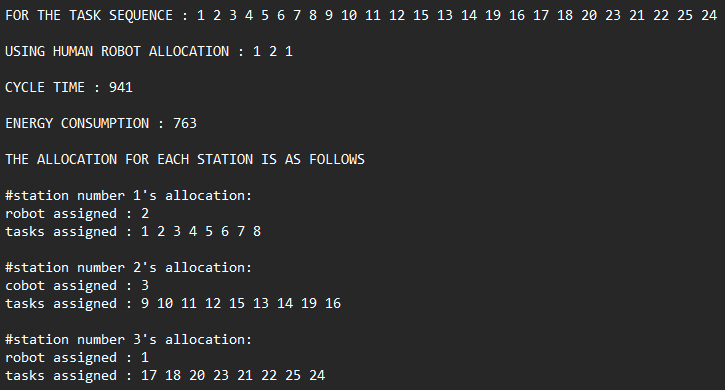 FOR THE TASK SEQUENCE : 1 2 3 4 5 6 7 8 9 10 11 12 15 13 14 19 16 17 18 20 23 21 22 25 24
USING HUMAN ROBOT ALLOCATION : 1 2 1
CYCLE TIME : 941
ENERGY CONSUMPTION : 763
THE ALLOCATION FOR EACH STATION IS AS FOLLOWS
#station number 1's allocation:
robot assigned : 2
tasks assigned : 1 2 3 4 5 6 7 8
#station number 2's allocation:
cobot assigned : 3
tasks assigned : 9 10 11 12 15 13 14 19 16
#station number 3's allocation:
robot assigned : 1
tasks assigned : 17 18 20 23 21 22 25 24